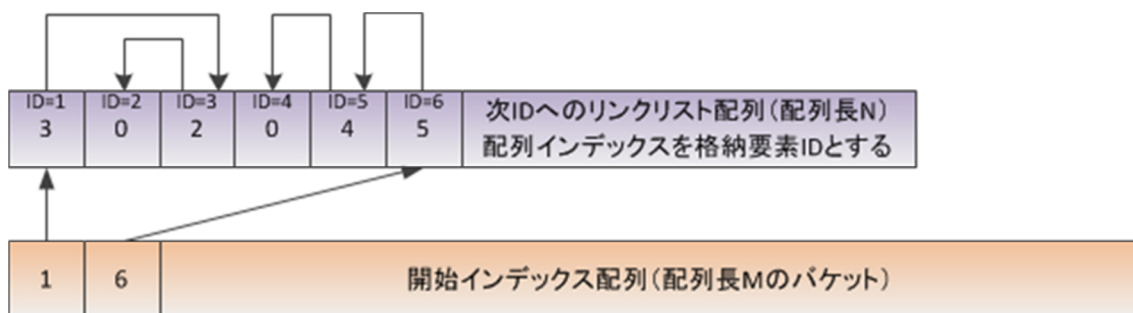 ID=1 ID=2 ID=3 ID=4 ID=5 ID=6
3 0 2 0 4 5
次IDへのリンクリスト配列(配列長N)
配列インデックスを格納要素IDとする
1 6 開始インデックス配列(配列長Mのバケット)